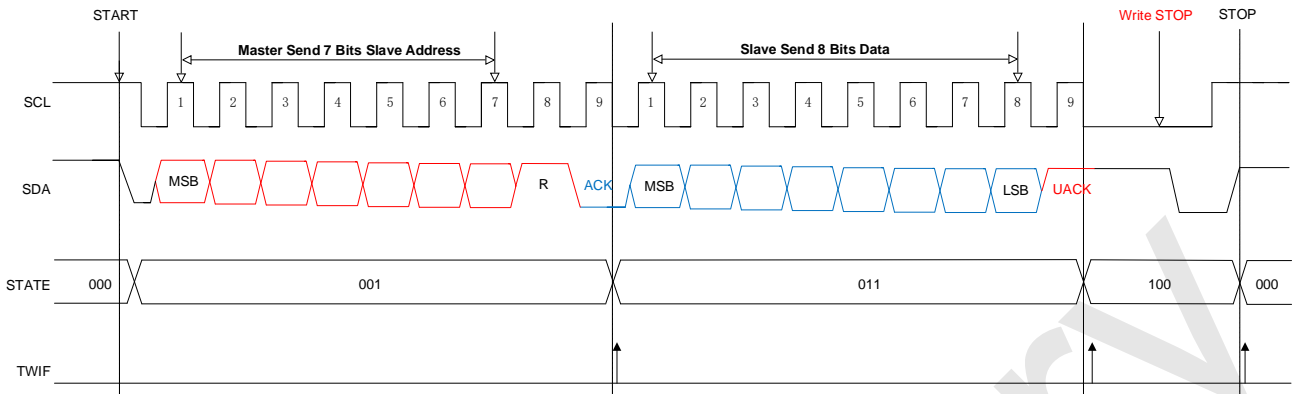 START
Write STOP
STOP
Master Send 7 Bits Slave Address
Slave Send 8 Bits Data
SCL
1 2 3 4 5 6 7 8 9 1 2 3 4 5 6 7 8 9
SDA
MSB R ACK MSB LSB UACK
STATE
000 001 011 100 000
TWIF